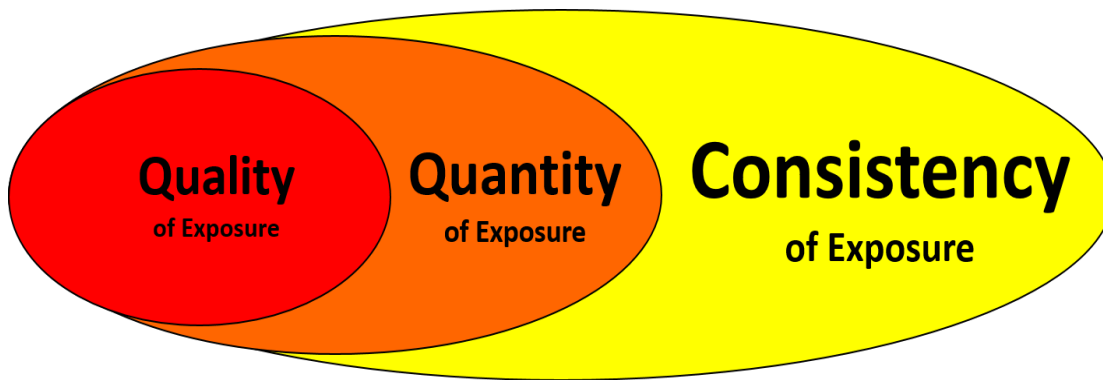 Quality
of Exposure
Quantity
of Exposure
Consistency
of Exposure